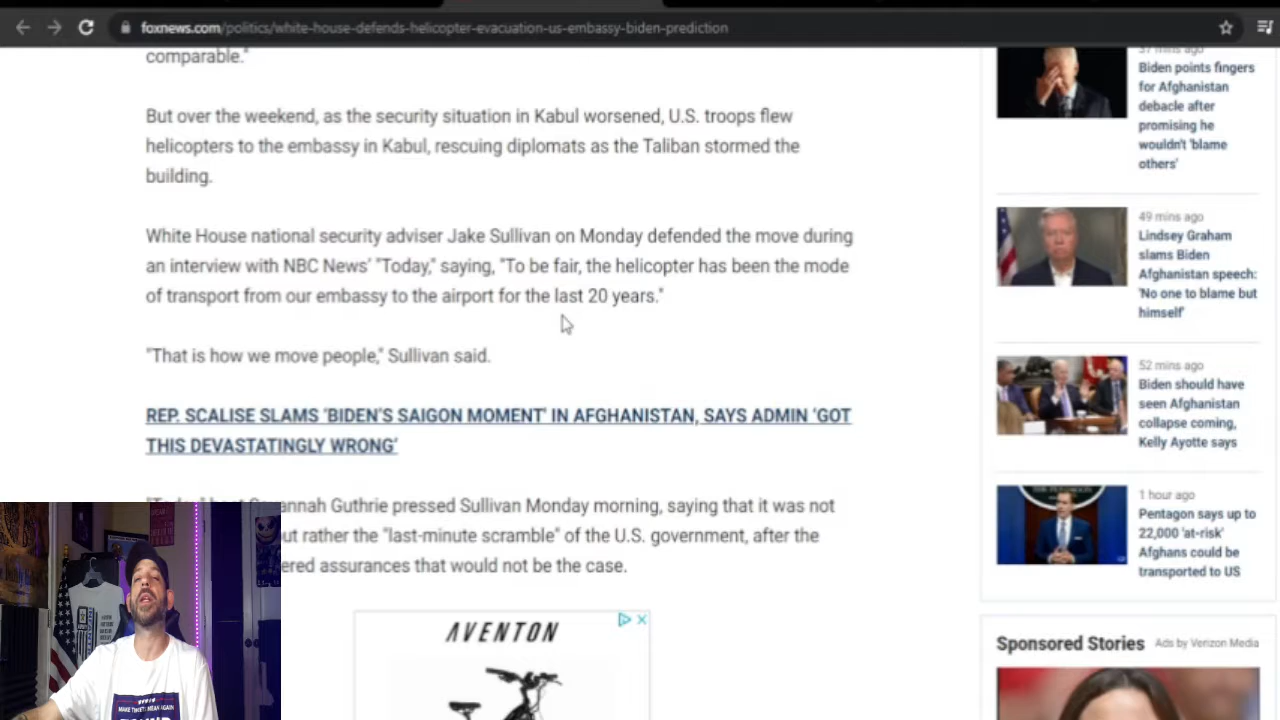 foxnews.com/politics/white-house-defends-helicopter-evacuation-us-embassy-biden-prediction
comparable."
But over the weekend, as the security situation in Kabul worsened, U.S. troops flew
helicopters to the embassy in Kabul, rescuing diplomats as the Taliban stormed the
building.
White House national security adviser Jake Sullivan on Monday defended the move during
an interview with NBC News' "Today," saying, "To be fair, the helicopter has been the mode
of transport from our embassy to the airport for the last 20 years."
"That is how we move people," Sullivan said.
REP. SCALISE SLAMS 'BIDEN'S SAIGON MOMENT' IN AFGHANISTAN, SAYS ADMIN 'GOT
THIS DEVASTATINGLY WRONG'
Guthrie pressed Sullivan Monday morning, saying that it was not
rather the "last-minute scramble" of the U.S. government, after the
assurances that would not be the case.
AVENTON
37 mins ago
Biden points fingers
for Afghanistan
debacle after
promising he
wouldn't 'blame
others'
49 mins ago
Lindsey Graham
slams Biden
Afghanistan speech:
'No one to blame but
himself'
52 mins ago
Biden should have
seen Afghanistan
collapse coming,
Kelly Ayotte says
1 hour ago
Pentagon says up to
22,000 'at-risk'
Afghans could be
transported to US
Sponsored Stories
Ads by Verizon Media